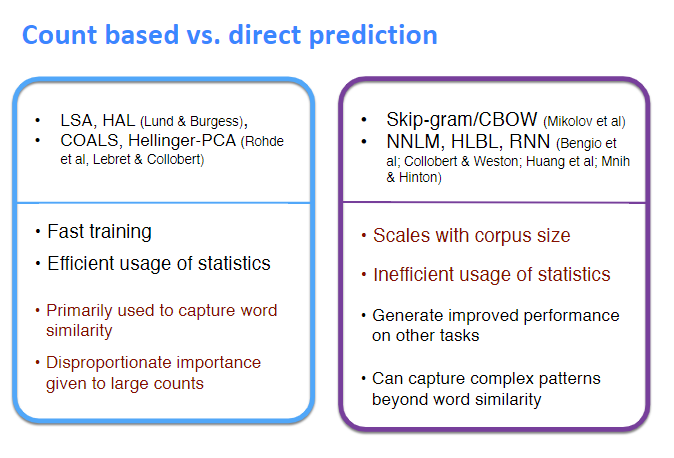 Count based vs. direct prediction
• LSA, HAL (Lund & Burgess),
• COALS, Hellinger-PCA (Rohde
et al, Lebret & Collobert)
• Fast training
• Efficient usage of statistics
• Primarily used to capture word
similarity
• Disproportionate importance
given to large counts
• Skip-gram/CBOW (Mikolov et al)
• NNLM, HLBL, RNN (Bengio et
al; Collobert & Weston; Huang et al; Mnih
& Hinton)
• Scales with corpus size
• Inefficient usage of statistics
• Generate improved performance
on other tasks
• Can capture complex patterns
beyond word similarity